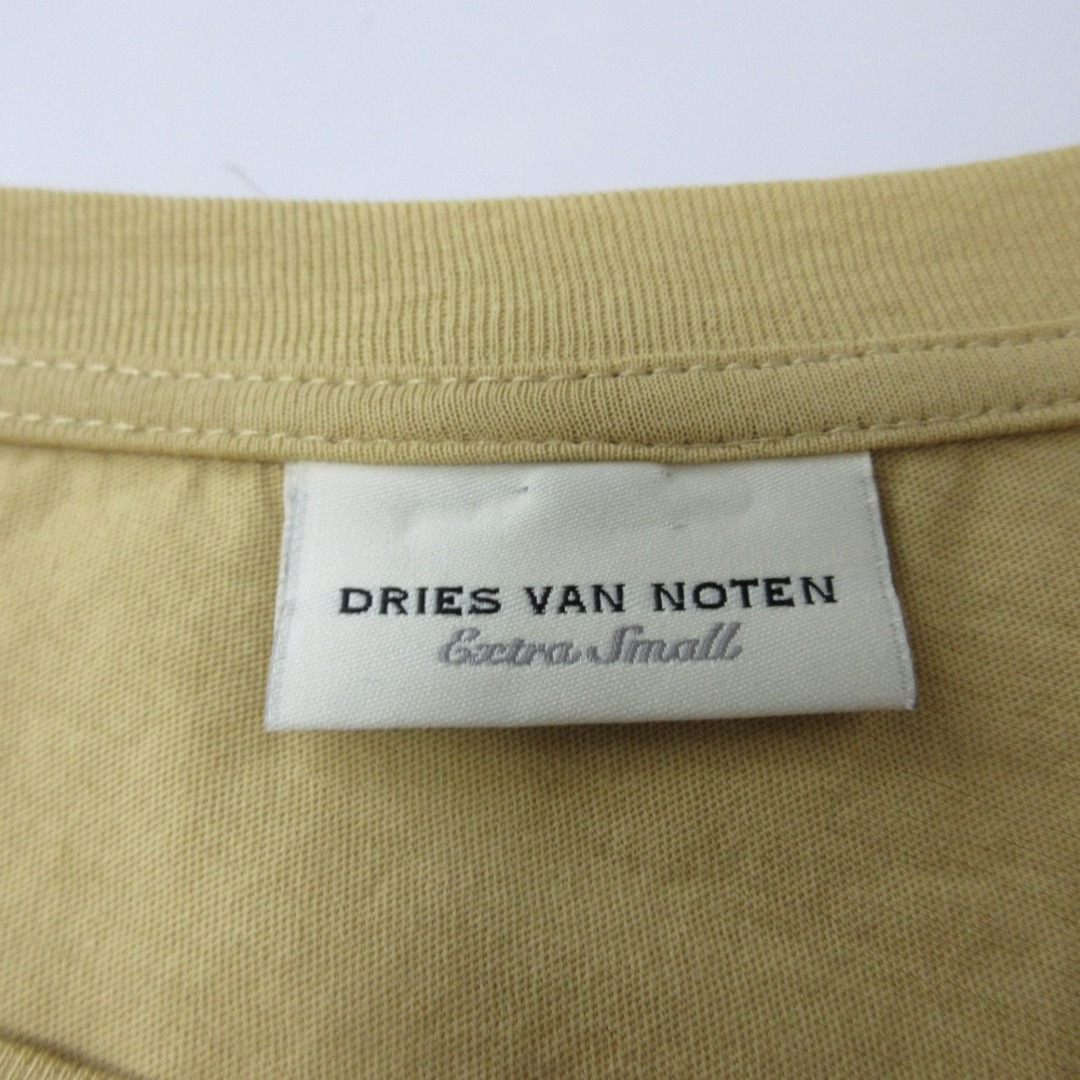 DRIES VAN NOTEN
Extra Small